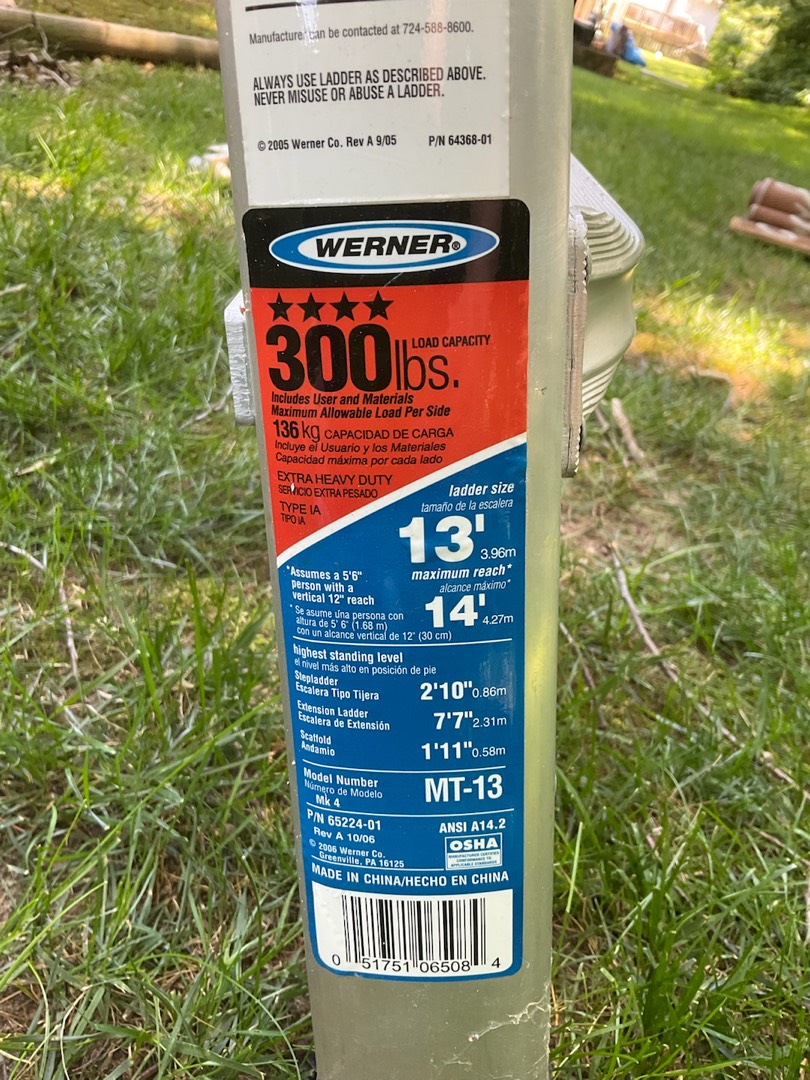 Manufacturer can be contacted at 724-588-8600.
ALWAYS USE LADDER AS DESCRIBED ABOVE.
NEVER MISUSE OR ABUSE A LADDER.
© 2005 Werner Co. Rev A 9/05 P/N 64368-01
WERNER®
300 lbs. LOAD CAPACITY
Includes User and Materials
Maximum Allowable Load Per Side
136 kg CAPACIDAD DE CARGA
Incluye el Usuario y los Materiales
Capacidad máxima por cada lado
EXTRA HEAVY DUTY
SERVICIO EXTRA PESADO
TYPE IA
TIPO IA
ladder size
tamaño de la escalera
13' 3.96m
*Assumes a 5'6"
person with a
vertical 12" reach
* Se asume una persona con
altura de 5' 6" (1.68 m)
con un alcance vertical de 12" (30 cm)
maximum reach*
alcance máximo*
14' 4.27m
highest standing level
el nivel más alto en posición de pie
Stepladder
Escalera Tipo Tijera 2'10" 0.86m
Extension Ladder
Escalera de Extensión 7'7" 2.31m
Scaffold
Andamio 1'11" 0.58m
Model Number
Número de Modelo
Mk 4
MT-13
P/N 65224-01
Rev A 10/06
© 2006 Werner Co.
Greenville, PA 16125
ANSI A14.2
OSHA
MANUFACTURER CERTIFIES
CONFORMANCE TO
APPLICABLE STANDARDS
MADE IN CHINA/HECHO EN CHINA
0 51751 06508 4